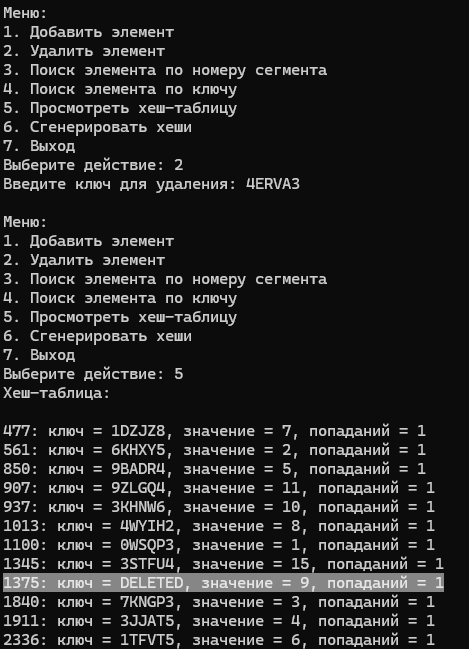 Меню:
1. Добавить элемент
2. Удалить элемент
3. Поиск элемента по номеру сегмента
4. Поиск элемента по ключу
5. Просмотреть хеш-таблицу
6. Сгенерировать хеши
7. Выход
Выберите действие: 2
Введите ключ для удаления: 4ERVA3
Меню:
1. Добавить элемент
2. Удалить элемент
3. Поиск элемента по номеру сегмента
4. Поиск элемента по ключу
5. Просмотреть хеш-таблицу
6. Сгенерировать хеши
7. Выход
Выберите действие: 5
Хеш-таблица:
477: ключ = 1DZJZ8, значение = 7, попаданий = 1
561: ключ = 6KHXY5, значение = 2, попаданий = 1
850: ключ = 9BADR4, значение = 5, попаданий = 1
907: ключ = 9ZLGQ4, значение = 11, попаданий = 1
937: ключ = 3KHNW6, значение = 10, попаданий = 1
1013: ключ = 4WYIH2, значение = 8, попаданий = 1
1100: ключ = 0WSQP3, значение = 1, попаданий = 1
1345: ключ = 3STFU4, значение = 15, попаданий = 1
1375: ключ = DELETED, значение = 9, попаданий = 1
1840: ключ = 7KNGP3, значение = 3, попаданий = 1
1911: ключ = 3JJAT5, значение = 4, попаданий = 1
2336: ключ = 1TFVT5, значение = 6, попаданий = 1